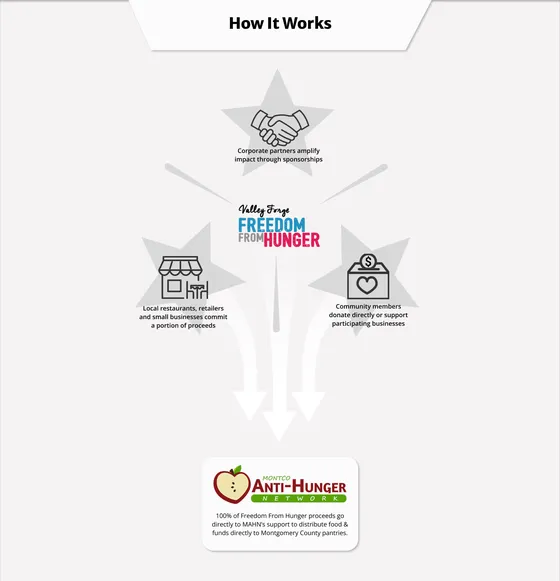 How It Works
Corporate partners amplify
impact through sponsorships
Valley Forge
FREEDOM
FROM HUNGER
Local restaurants, retailers
and small businesses commit
a portion of proceeds
$
Community members
donate directly or support
participating businesses
MONTCO
ANTI-HUNGER
NETWORK
100% of Freedom From Hunger proceeds go
directly to MAHN's support to distribute food &
funds directly to Montgomery County pantries.